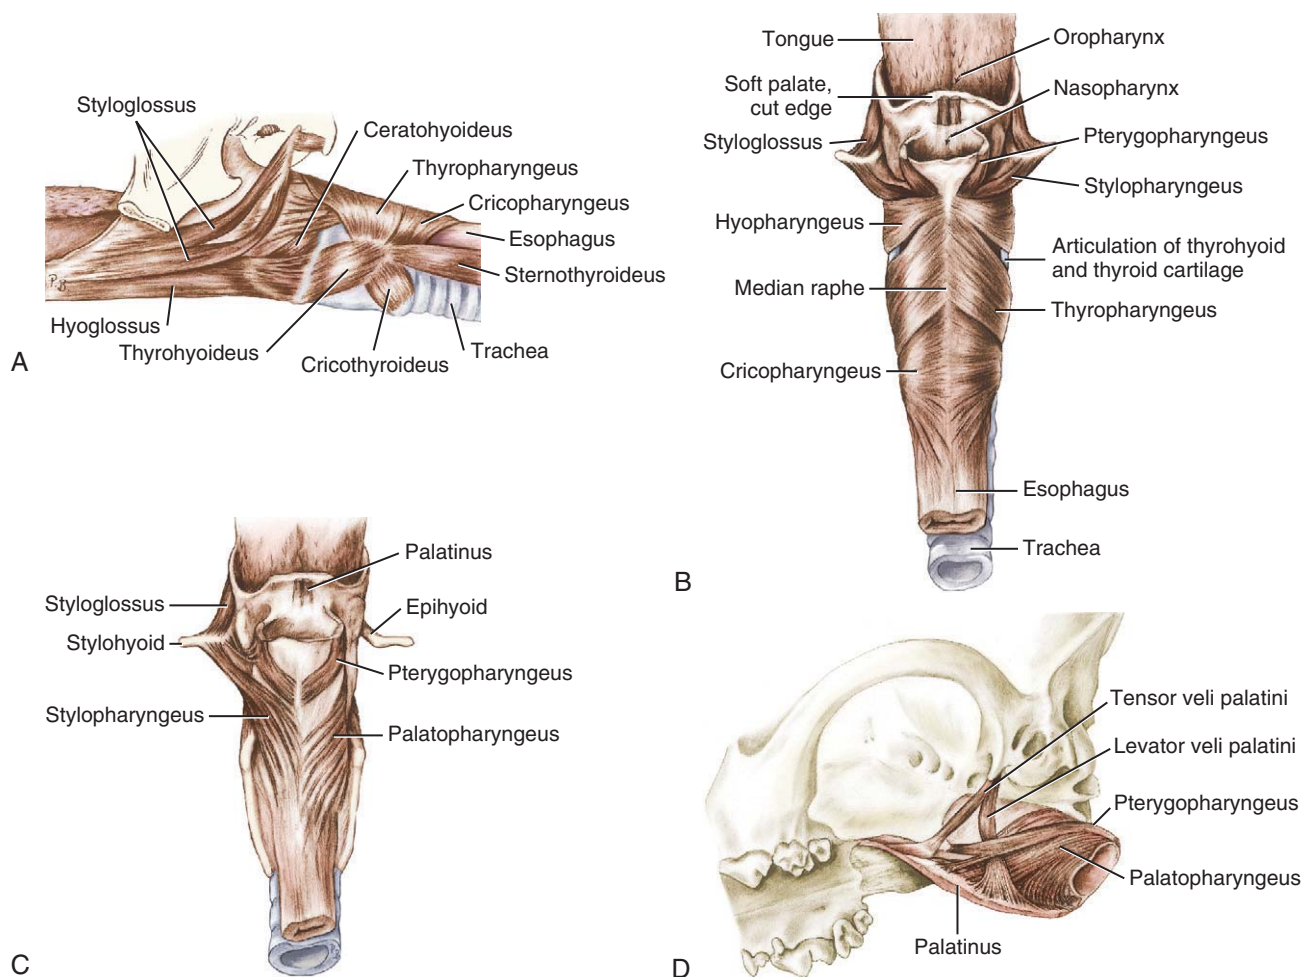 Styloglossus
Ceratohyoideus
Thyropharyngeus
Cricopharyngeus
Esophagus
Sternothyroideus
Hyoglossus
Thyrohyoideus
Cricothyroideus
Trachea
A
Tongue
Oropharynx
Soft palate,
cut edge
Nasopharynx
Styloglossus
Pterygopharyngeus
Stylopharyngeus
Hyopharyngeus
Articulation of thyrohyoid
and thyroid cartilage
Median raphe
Thyropharyngeus
Cricopharyngeus
Esophagus
Trachea
B
Palatinus
Styloglossus
Epihyoid
Stylohyoid
Pterygopharyngeus
Stylopharyngeus
Palatopharyngeus
C
Tensor veli palatini
Levator veli palatini
Pterygopharyngeus
Palatopharyngeus
Palatinus
D